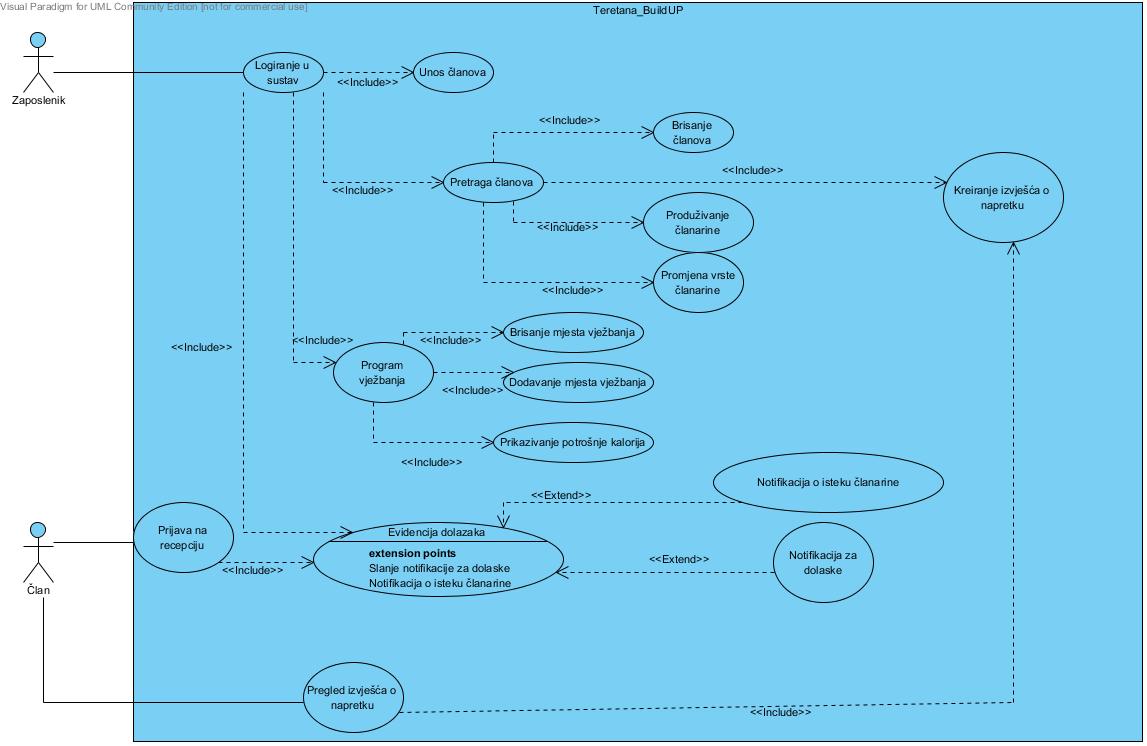 Visual Paradigm for UML Community Edition [not for commercial use]
Teretana_BuildUP
Zaposlenik
Logiranje u
sustav
<<Include>>
Unos članova
<<Include>>
Brisanje
članova
<<Include>>
Pretraga članova
<<Include>>
Kreiranje izvješća o
napretku
Produživanje
članarine
<<Include>>
Promjena vrste
članarine
<<Include>>
Brisanje mjesta vježbanja
<<Include>>
<<Include>>
<<Include>>
Program
vježbanja
Dodavanje mjesta vježbanja
<<Include>>
Prikazivanje potrošnje kalorija
<<Include>>
Notifikacija o isteku članarine
<<Extend>>
Prijava na
recepciju
Evidencija dolazaka
extension points
Slanje notifikacije za dolaske
Notifikacija o isteku članarine
<<Extend>>
Notifikacija za
dolaske
<<Include>>
Član
Pregled izvješća o
napretku
<<Include>>